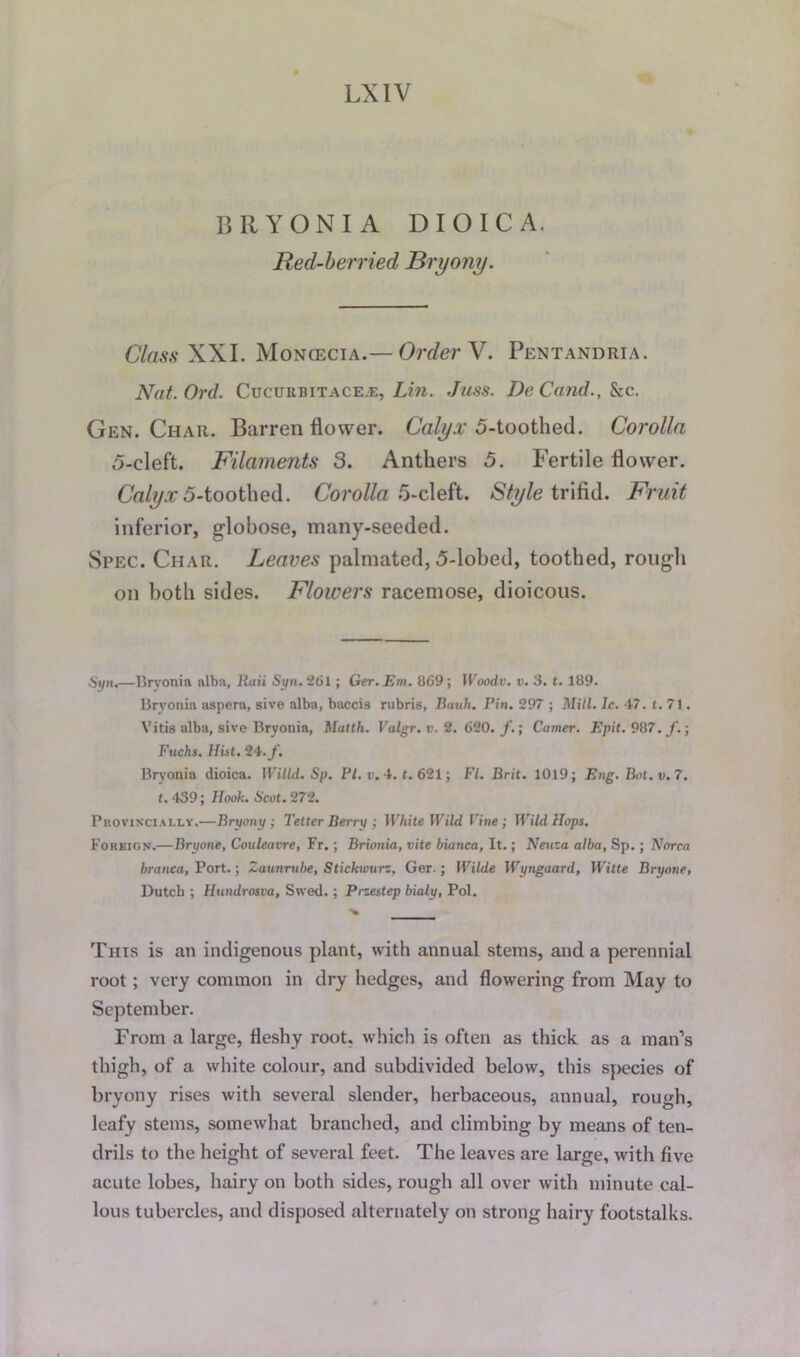 LXIV
BRYONIA DIOICA.
Red-berried Bryony.
Class XXI. Monœcia.—Order V. Pentandria.
Nat. Ord. Cucurbitaceæ, Lin. Juss. De Cand., &c.
Gen. Char. Barren flower. Calyx 5-toothed. Corolla
5-cleft. Filaments 3. Anthers 5. Fertile flower.
Calyx 5-toothed. Corolla 5-cleft. Style trifid. Fruit
inferior, globose, many-seeded.
Spec. Char. Leaves palmated, 5-lobed, toothed, rough
on both sides. Flowers racemose, dioicous.
Syn.—Bryonia alba, Raii Syn. 261; Ger. Em. 869; Woodv. v. 3. t. 189.
Bryonia aspera, sive alba, baccis rubris, Bauh. Pin. 297 ; Mill. Ic. 47. t. 71.
Vitis alba, sive Bryonia, Matth. Valgr. v. 2. 620. f.; Camer. Epit. 987. f.;
Fuchs. Hist. 24. f.
Bryonia dioica. Willd. Sp. Pl. v. 4. t. 621; Fl. Brit. 1019; Eng. Bot. v. 7.
t. 439; Hook. Scot. 272.
Provincially.—Bryony ; Tetter Berry ; White Wild Vine ; Wild Hops.
Foreign.—Bryone, Couleavre, Fr. ; Brionia, vite bianca, It. ; Neuza alba, Sp. ; Norca
branca, Port. ; Zaunrube, Stickwurz, Ger. ; Wilde Wyngaard, Witte Bryone,
Dutch ; Hundrosva, Swed. ; Przestep bialy, Pol.
This is an indigenous plant, with annual stems, and a perennial
root ; very common in dry hedges, and flowering from May to
September.
From a large, fleshy root, which is often as thick as a man's
thigh, of a white colour, and subdivided below, this species of
bryony rises with several slender, herbaceous, annual, rough,
leafy stems, somewhat branched, and climbing by means of ten-
drils to the height of several feet. The leaves are large, with five
acute lobes, hairy on both sides, rough all over with minute cal-
lous tubercles, and disposed alternately on strong hairy footstalks.